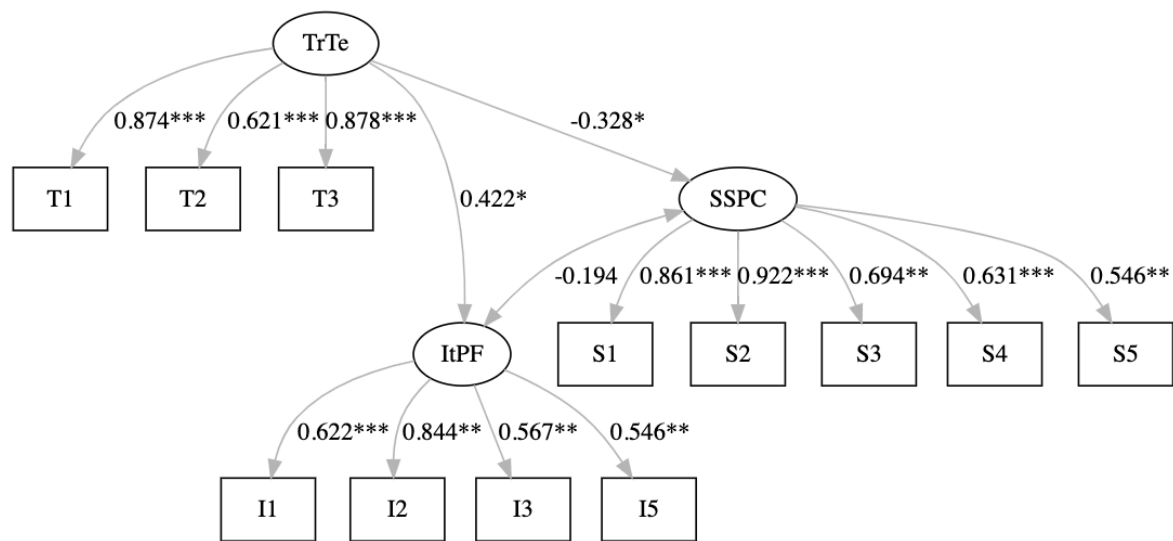 TrTe
0.874*** 0.621*** 0.878*** -0.328*
T1 T2 T3 0.422* SSPC
-0.194 0.861*** 0.922*** 0.694** 0.631*** 0.546**
ItPF S1 S2 S3 S4 S5
0.622*** 0.844** 0.567** 0.546**
I1 I2 I3 I5